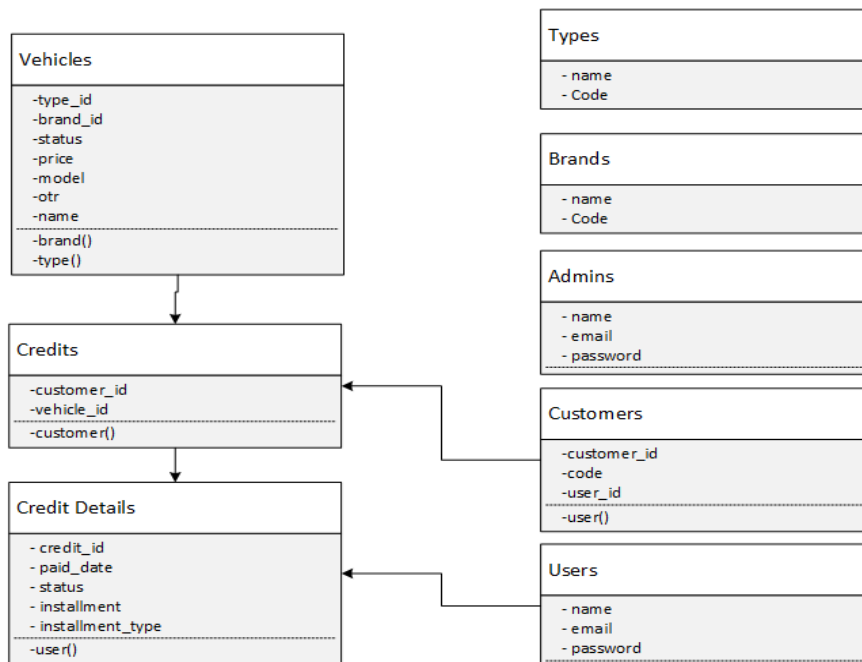 Vehicles
-type_id
-brand_id
-status
-price
-model
-otr
-name
-brand()
-type()
Credits
-customer_id
-vehicle_id
-customer()
Credit Details
- credit_id
- paid_date
- status
- installment
- installment_type
-user()
Types
- name
- Code
Brands
- name
- Code
Admins
- name
- email
- password
Customers
-customer_id
-code
-user_id
-user()
Users
- name
- email
- password